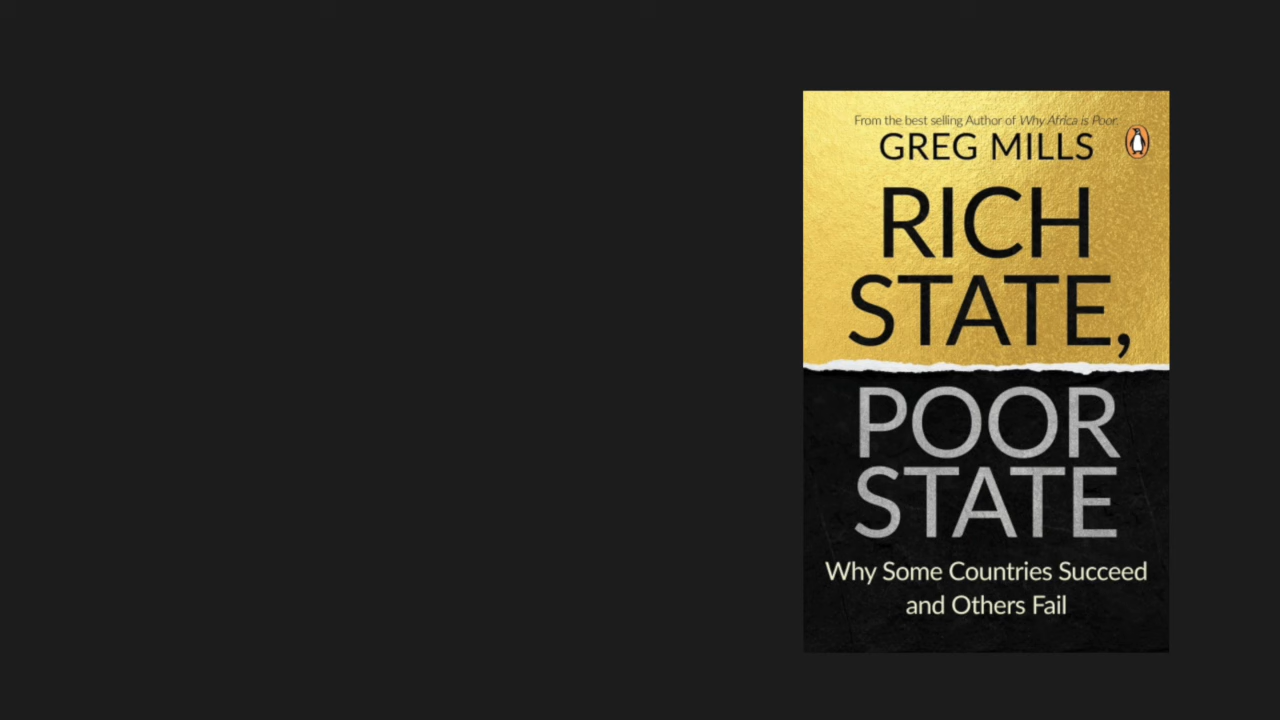 From the best selling Author of Why Africa is Poor.
GREG MILLS
RICH
STATE,
POOR
STATE
Why Some Countries Succeed
and Others Fail